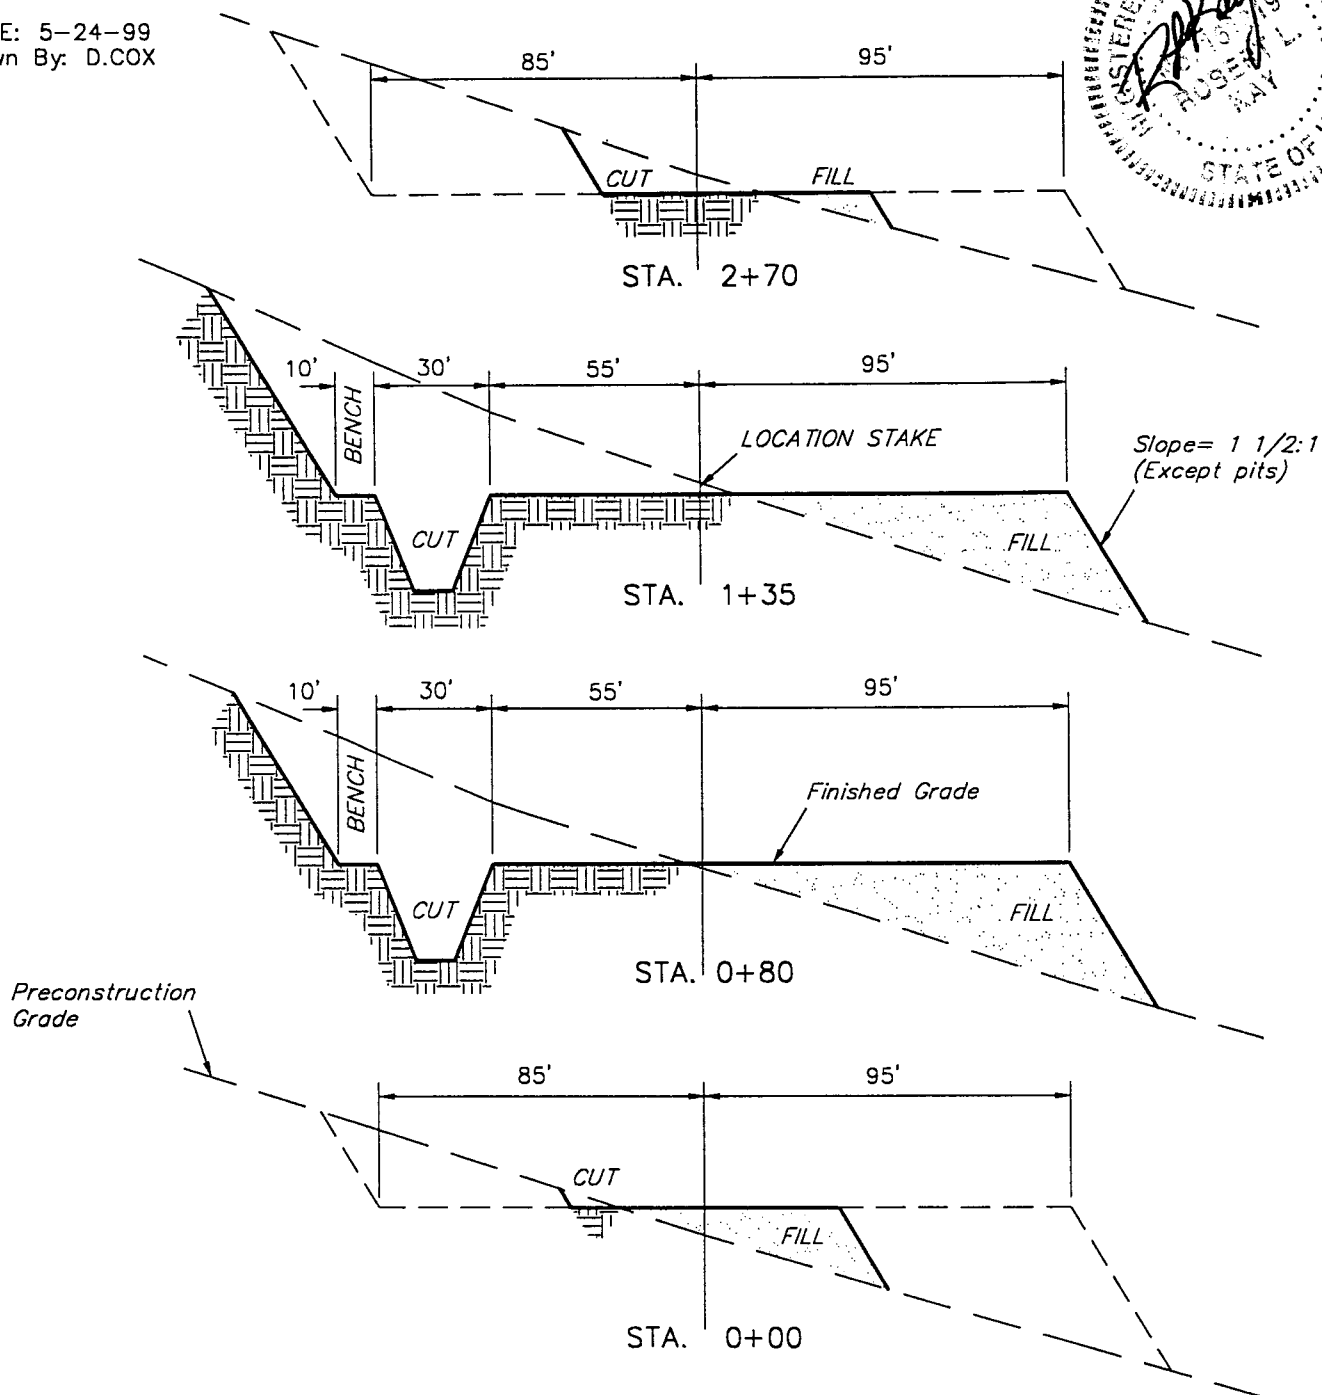 E: 5-24-99
wn By: D.COX
85'
95'
CUT
FILL
STA. 2+70
STATE OF
10'
BENCH
30'
55'
95'
LOCATION STAKE
Slope= 1 1/2:1
(Except pits)
CUT
FILL
STA. 1+35
10'
BENCH
30'
55'
95'
Finished Grade
CUT
FILL
STA. 0+80
Preconstruction
Grade
85'
95'
CUT
FILL
STA. 0+00